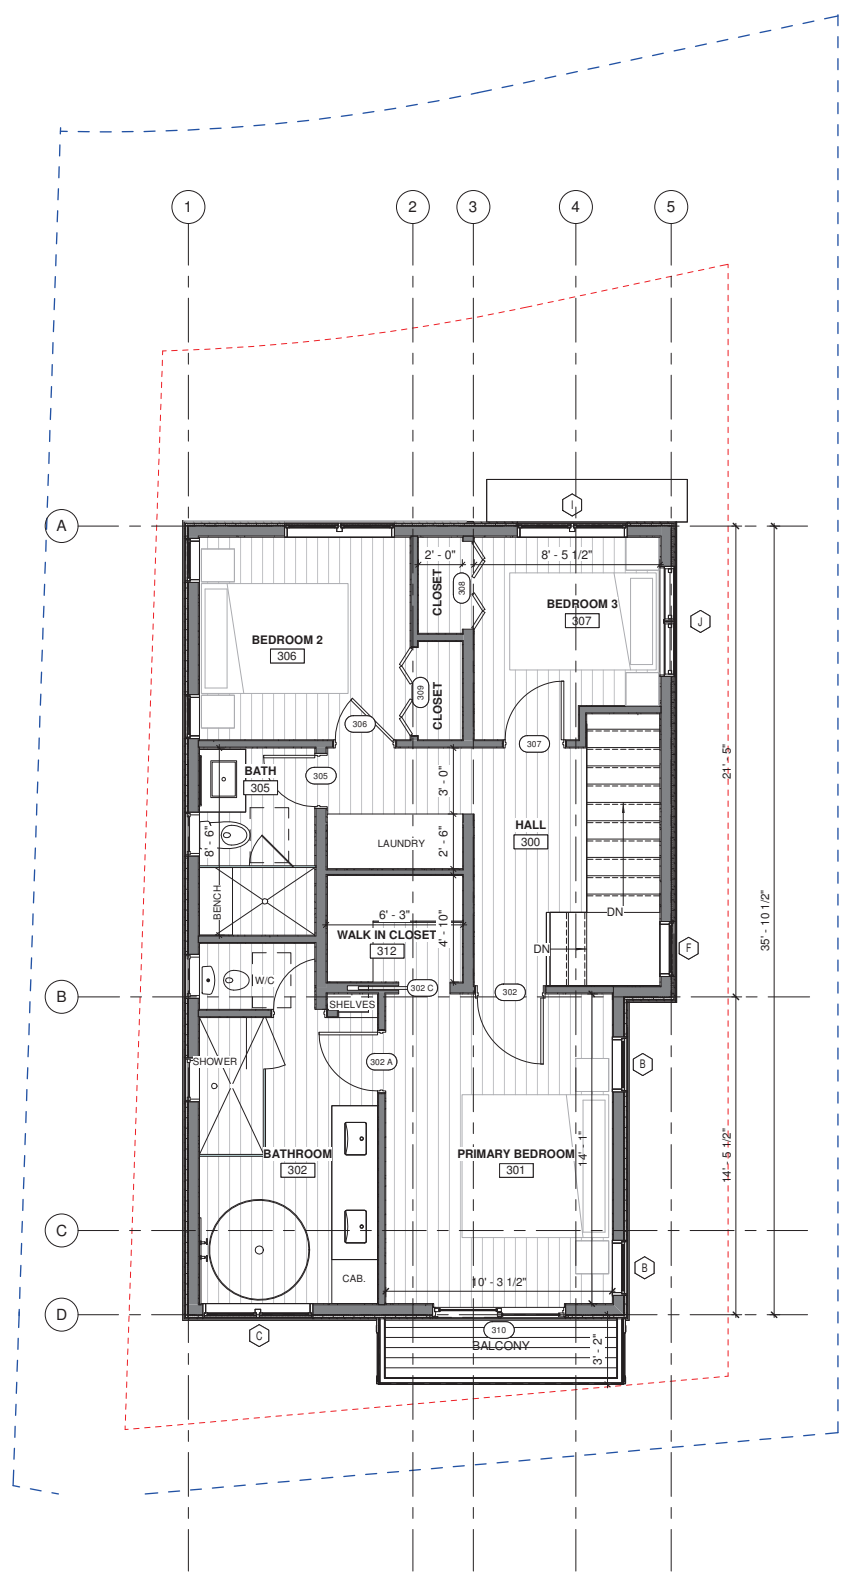 1
2
3
4
5
A
I
2' - 0"
8' - 5 1/2"
CLOSET
308
BEDROOM 3
307
J
BEDROOM 2
306
309
CLOSET
306
307
BATH
305
305
3' - 0"
21' - 5"
HALL
300
LAUNDRY
2' - 6"
8' - 6"
BENCH
6' - 3"
4' - 10"
WALK IN CLOSET
312
DN
DN
F
35' - 10 1/2"
W/C
302 C
302
B
SHELVES
SHOWER
302 A
B
BATHROOM
302
PRIMARY BEDROOM
301
14' - 1"
14' - 5 1/2"
C
CAB.
10' - 3 1/2"
B
D
C
310
BALCONY
3' - 2"